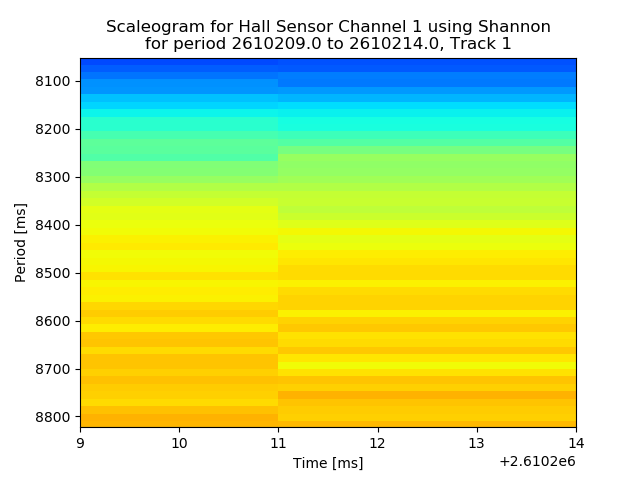 Scaleogram for Hall Sensor Channel 1 using Shannon
for period 2610209.0 to 2610214.0, Track 1
8100
8200
8300
8400
8500
8600
8700
8800
Period [ms]
9 10 11 12 13 14
Time [ms]
+2.6102e6